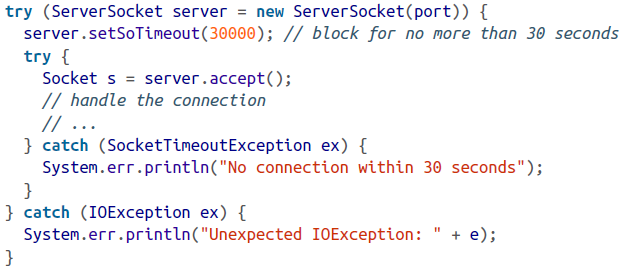 try (ServerSocket server = new ServerSocket(port)) {
  server.setSoTimeout(30000); // block for no more than 30 seconds
  try {
    Socket s = server.accept();
    // handle the connection
    // ...
  } catch (SocketTimeoutException ex) {
    System.err.println("No connection within 30 seconds");
  }
} catch (IOException ex) {
  System.err.println("Unexpected IOException: " + e);
}